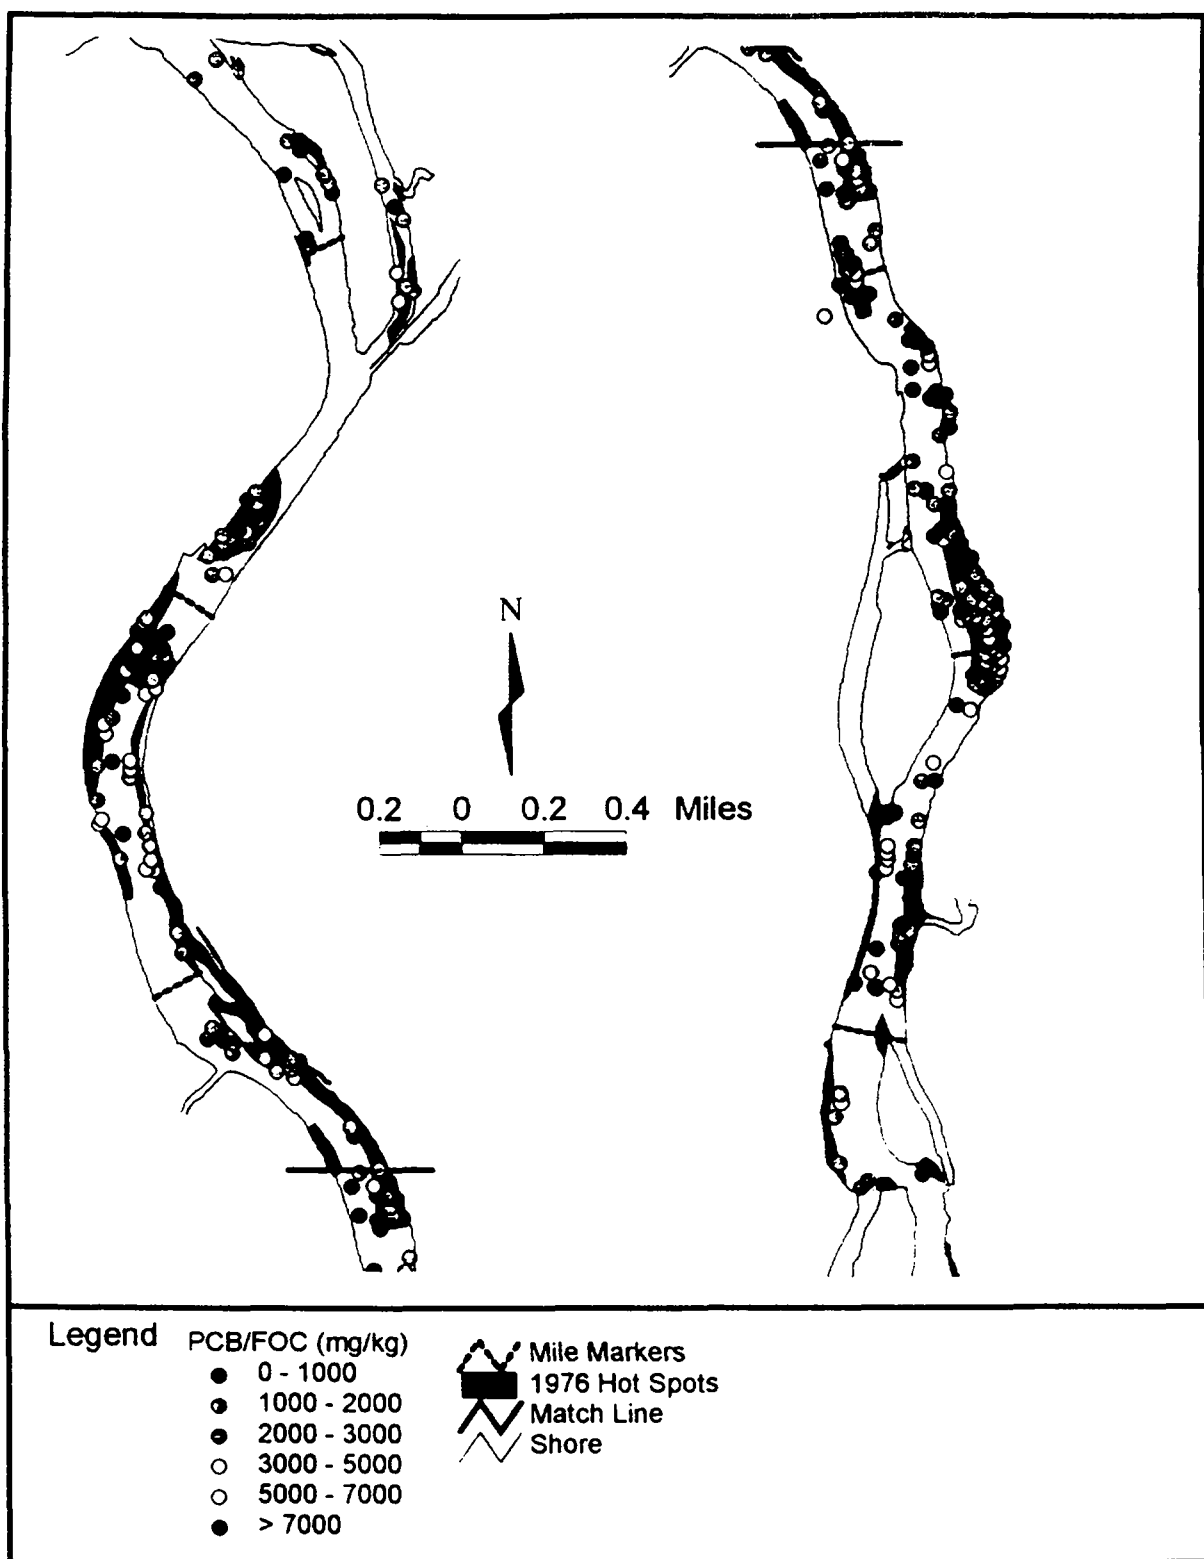 N
0.2 0 0.2 0.4 Miles
Legend
PCB/FOC (mg/kg)
0 - 1000
1000 - 2000
2000 - 3000
3000 - 5000
5000 - 7000
> 7000
Mile Markers
1976 Hot Spots
Match Line
Shore